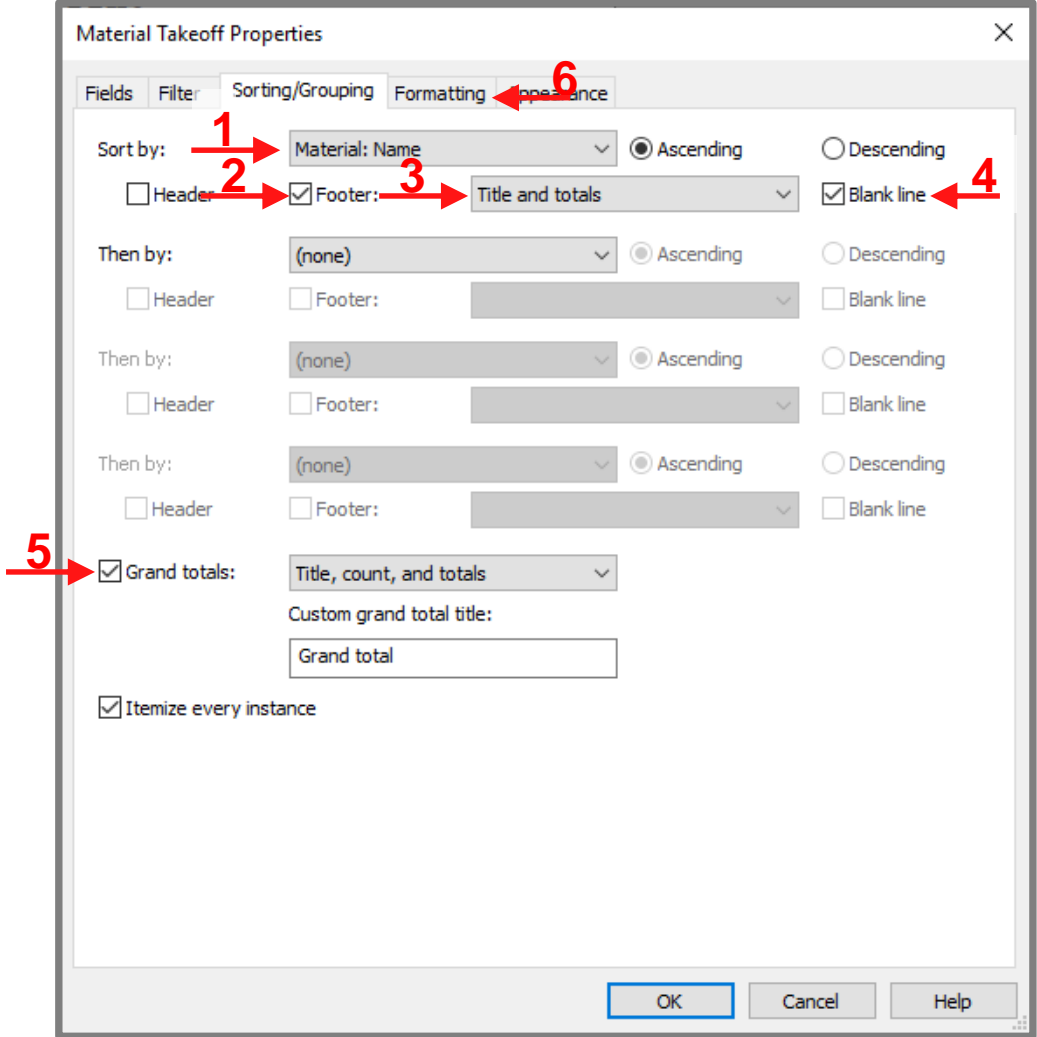 Material Takeoff Properties
Fields Filter Sorting/Grouping Formatting Appearance
6
1
Sort by: Material: Name Ascending Descending
2 3 4
Header Footer: Title and totals Blank line
Then by: (none) Ascending Descending
Header Footer: Blank line
Then by: (none) Ascending Descending
Header Footer: Blank line
Then by: (none) Ascending Descending
Header Footer: Blank line
5
Grand totals: Title, count, and totals
Custom grand total title:
Grand total
Itemize every instance
OK Cancel Help